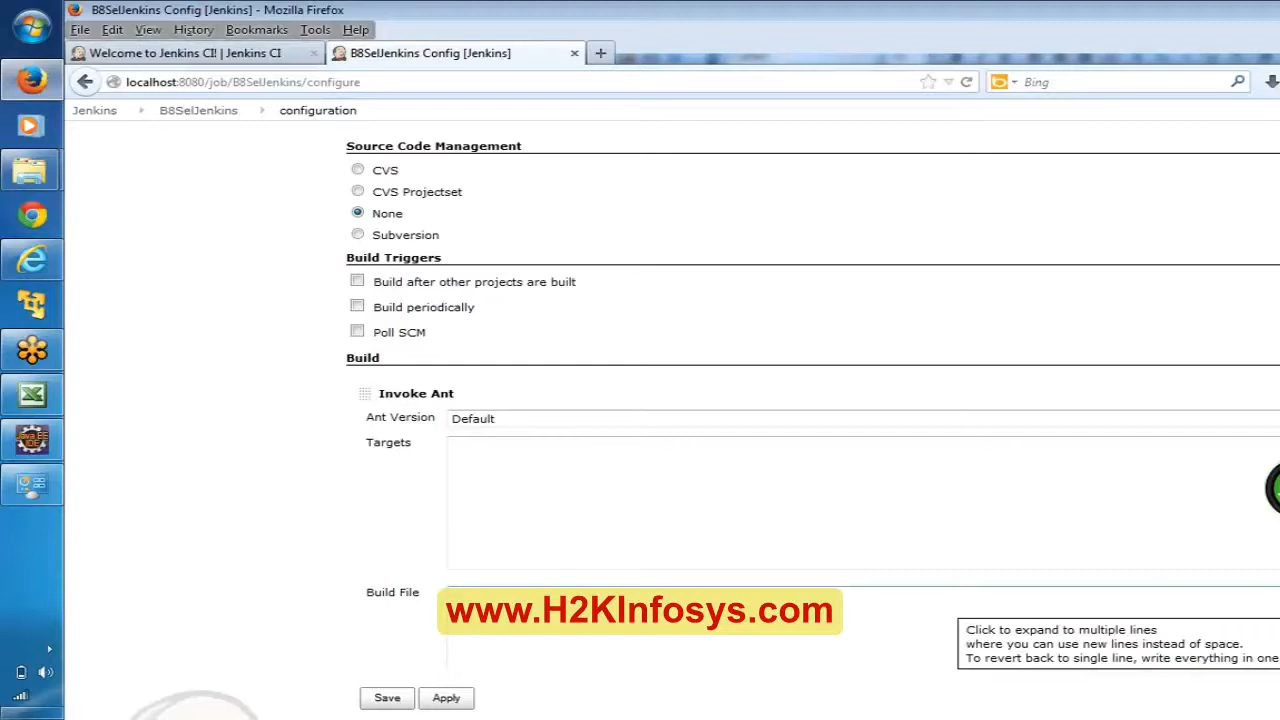 B8SelJenkins Config [Jenkins] - Mozilla Firefox
File Edit View History Bookmarks Tools Help
Welcome to Jenkins CI! | Jenkins CI
B8SelJenkins Config [Jenkins]
localhost:8080/job/B8SelJenkins/configure
Bing
Jenkins B8SelJenkins configuration
Source Code Management
CVS
CVS Projectset
None
Subversion
Build Triggers
Build after other projects are built
Build periodically
Poll SCM
Build
Invoke Ant
Ant Version Default
Targets
Build File
www.H2KInfosys.com
Click to expand to multiple lines
where you can use new lines instead of space.
To revert back to single line, write everything in one
Save Apply
Java EE
IDE